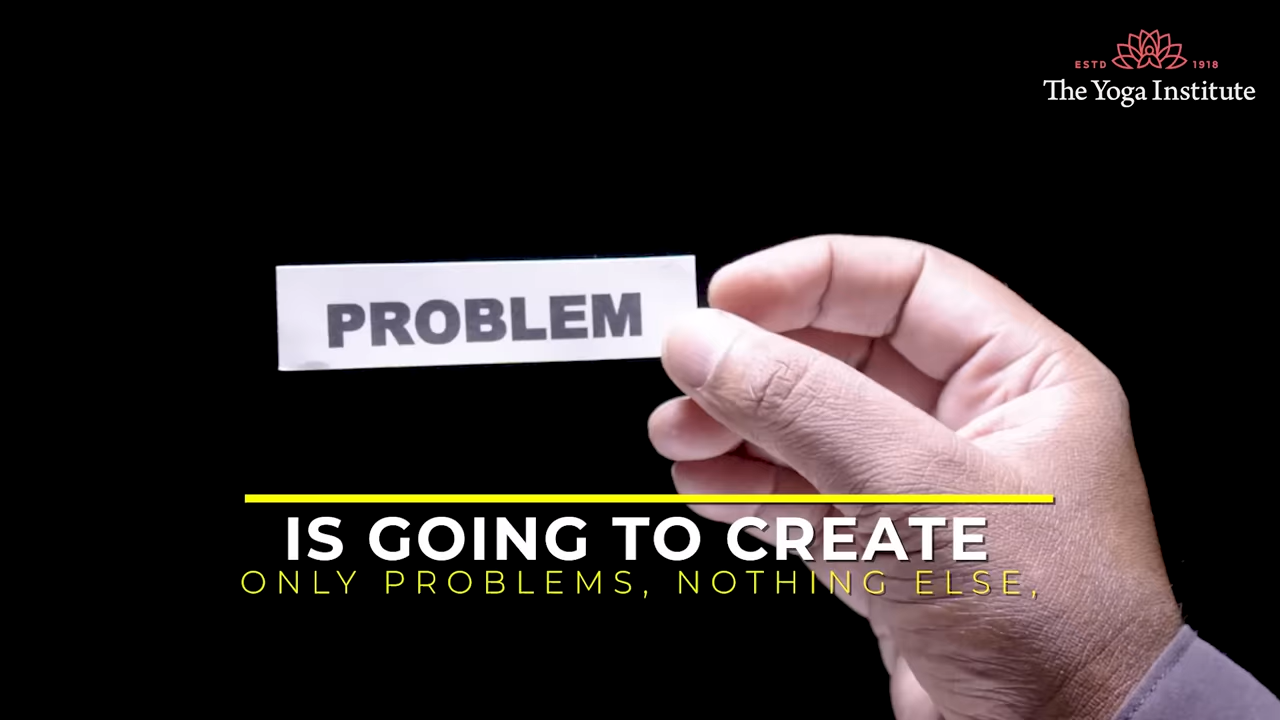 ESTD 1918
The Yoga Institute
PROBLEM
IS GOING TO CREATE
ONLY PROBLEMS, NOTHING ELSE,